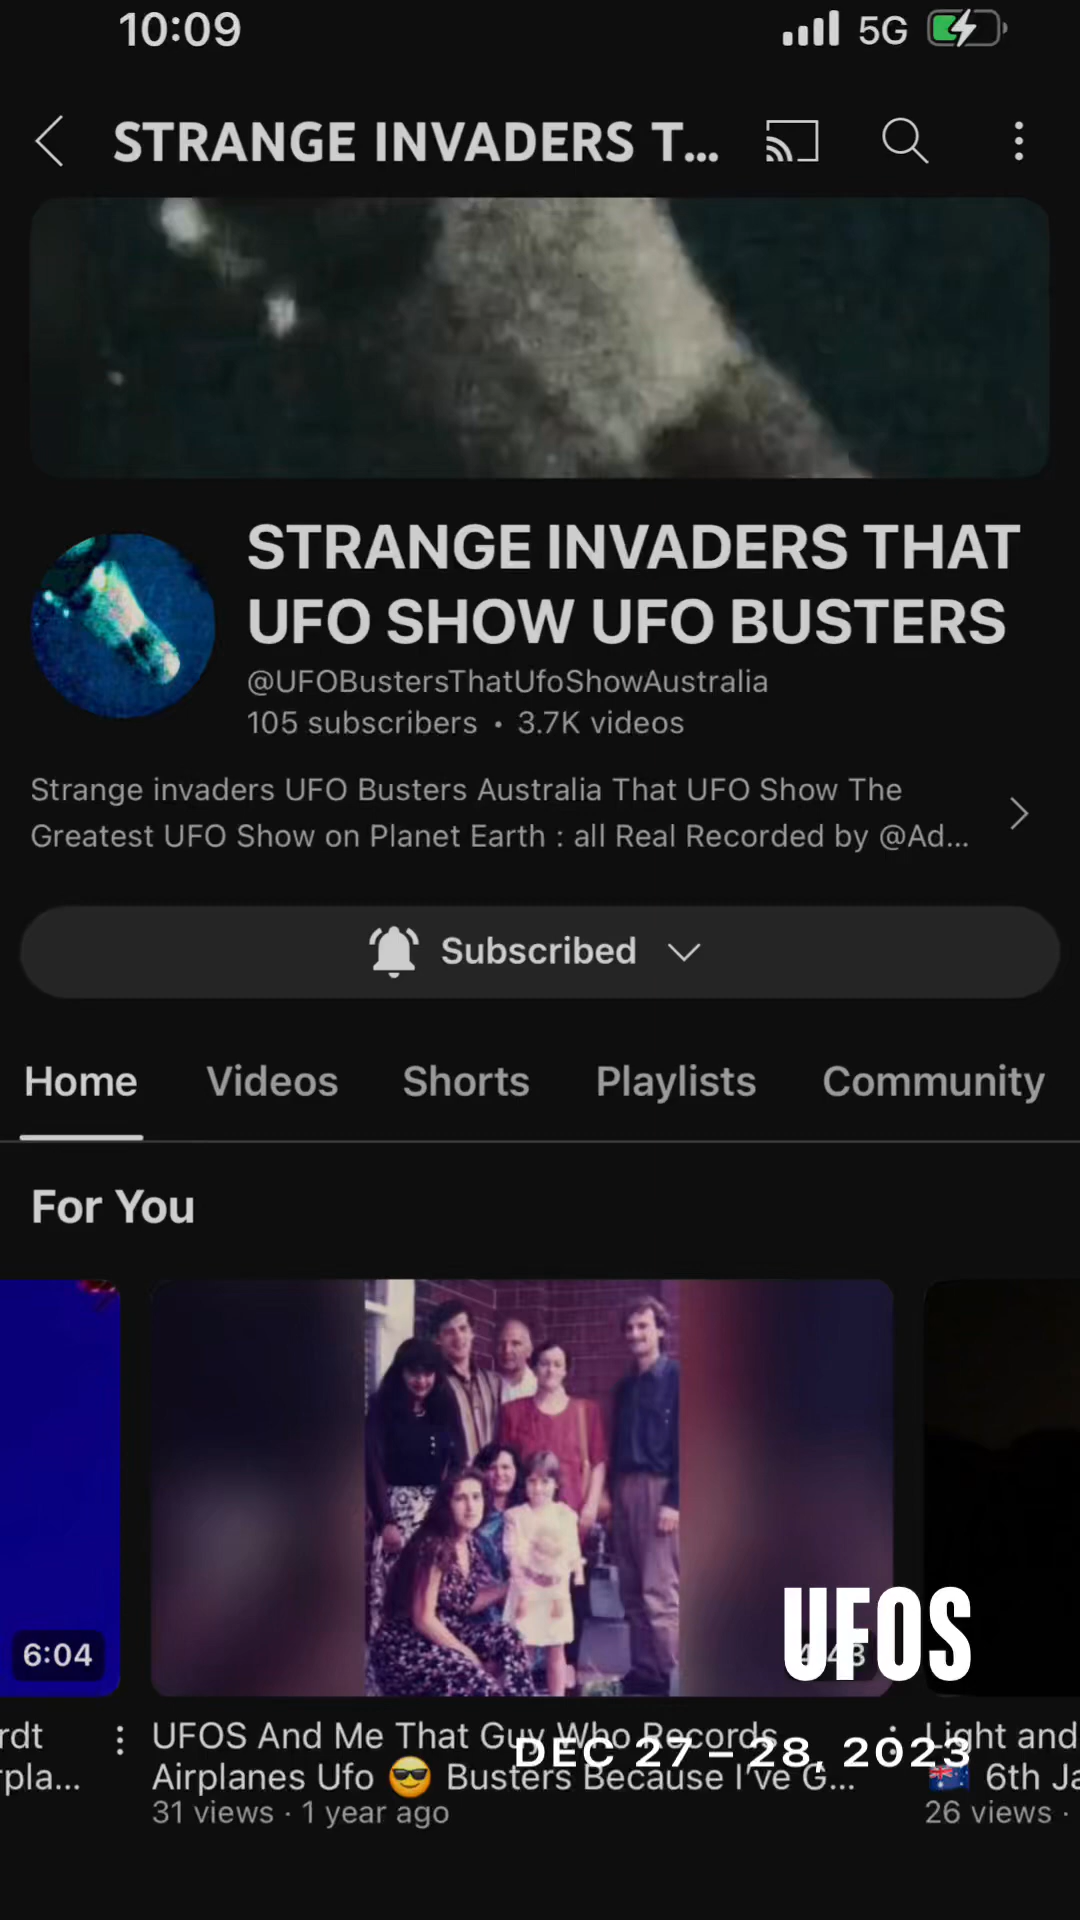 10:09
5G
STRANGE INVADERS T...
STRANGE INVADERS THAT
UFO SHOW UFO BUSTERS
@UFOBustersThatUfoShowAustralia
105 subscribers • 3.7K videos
Strange invaders UFO Busters Australia That UFO Show The
Greatest UFO Show on Planet Earth : all Real Recorded by @Ad...
Subscribed
Home Videos Shorts Playlists Community
For You
6:04
UFOS
rdt
UFOS And Me That Guy Who Records
Light and
DEC 27 – 28, 2023
rpla...
Airplanes Ufo 😎 Busters Because I've G...
🇦🇺 6th Ja
31 views · 1 year ago
26 views ·